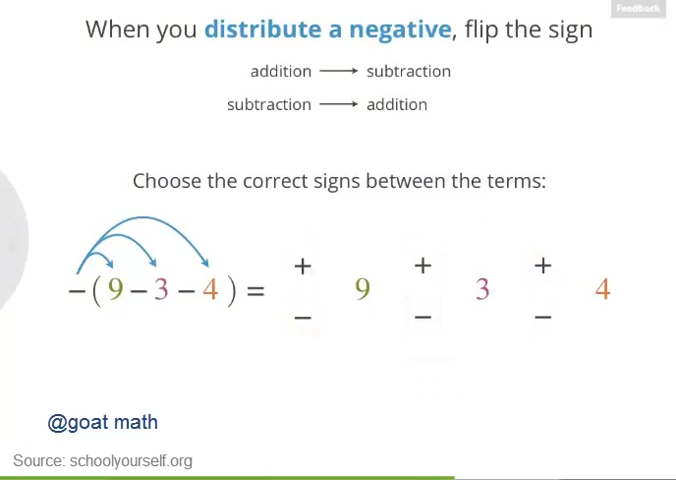 Feedback
When you distribute a negative, flip the sign
addition ⟶ subtraction
subtraction ⟶ addition
Choose the correct signs between the terms:
+ + +
−(9−3−4) = 9 3 4
− − −
@goat math
Source: schoolyourself.org